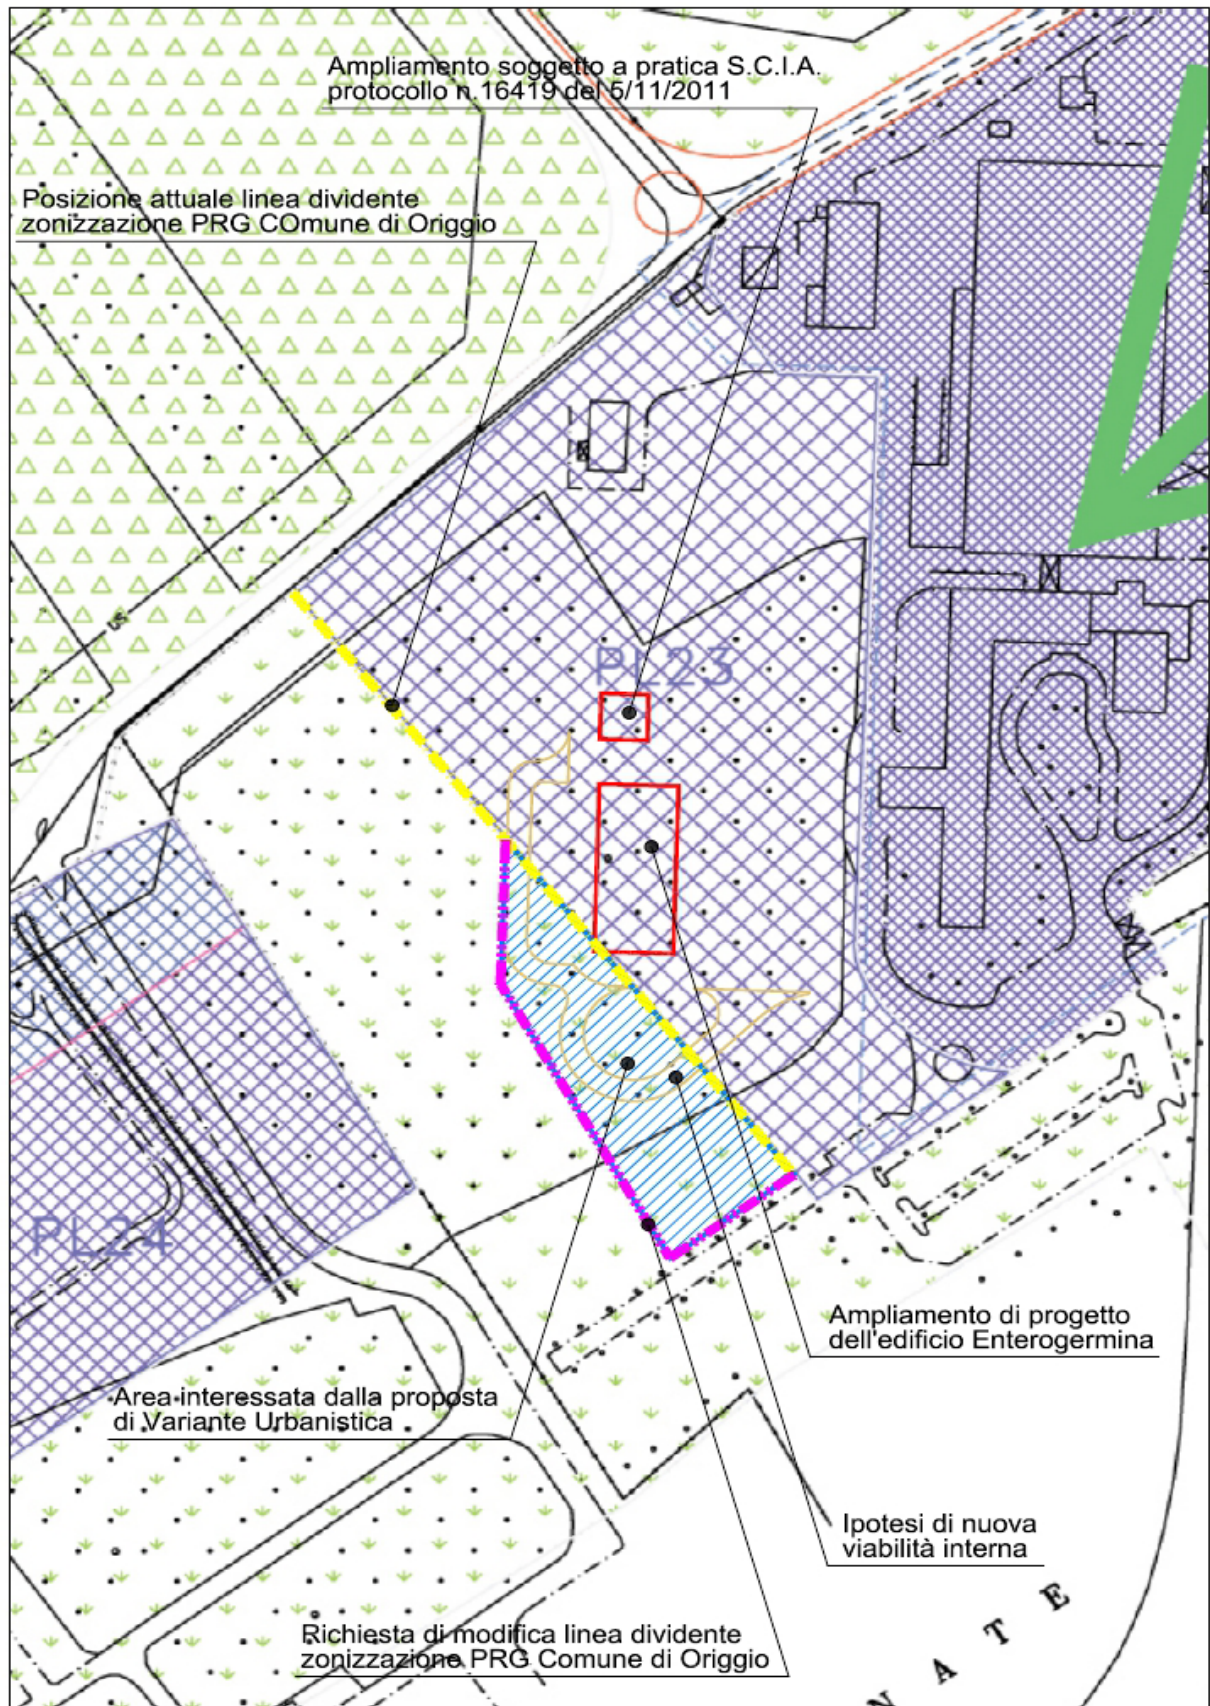 Ampliamento soggetto a pratica S.C.I.A.
protocollo n.16419 del 5/11/2011
Posizione attuale linea dividente
zonizzazione PRG COmune di Origgio
PL23
PL24
Ampliamento di progetto
dell'edificio Enterogermina
Area interessata dalla proposta
di Variante Urbanistica
Ipotesi di nuova
viabilità interna
Richiesta di modifica linea dividente
zonizzazione PRG Comune di Origgio
N A T E